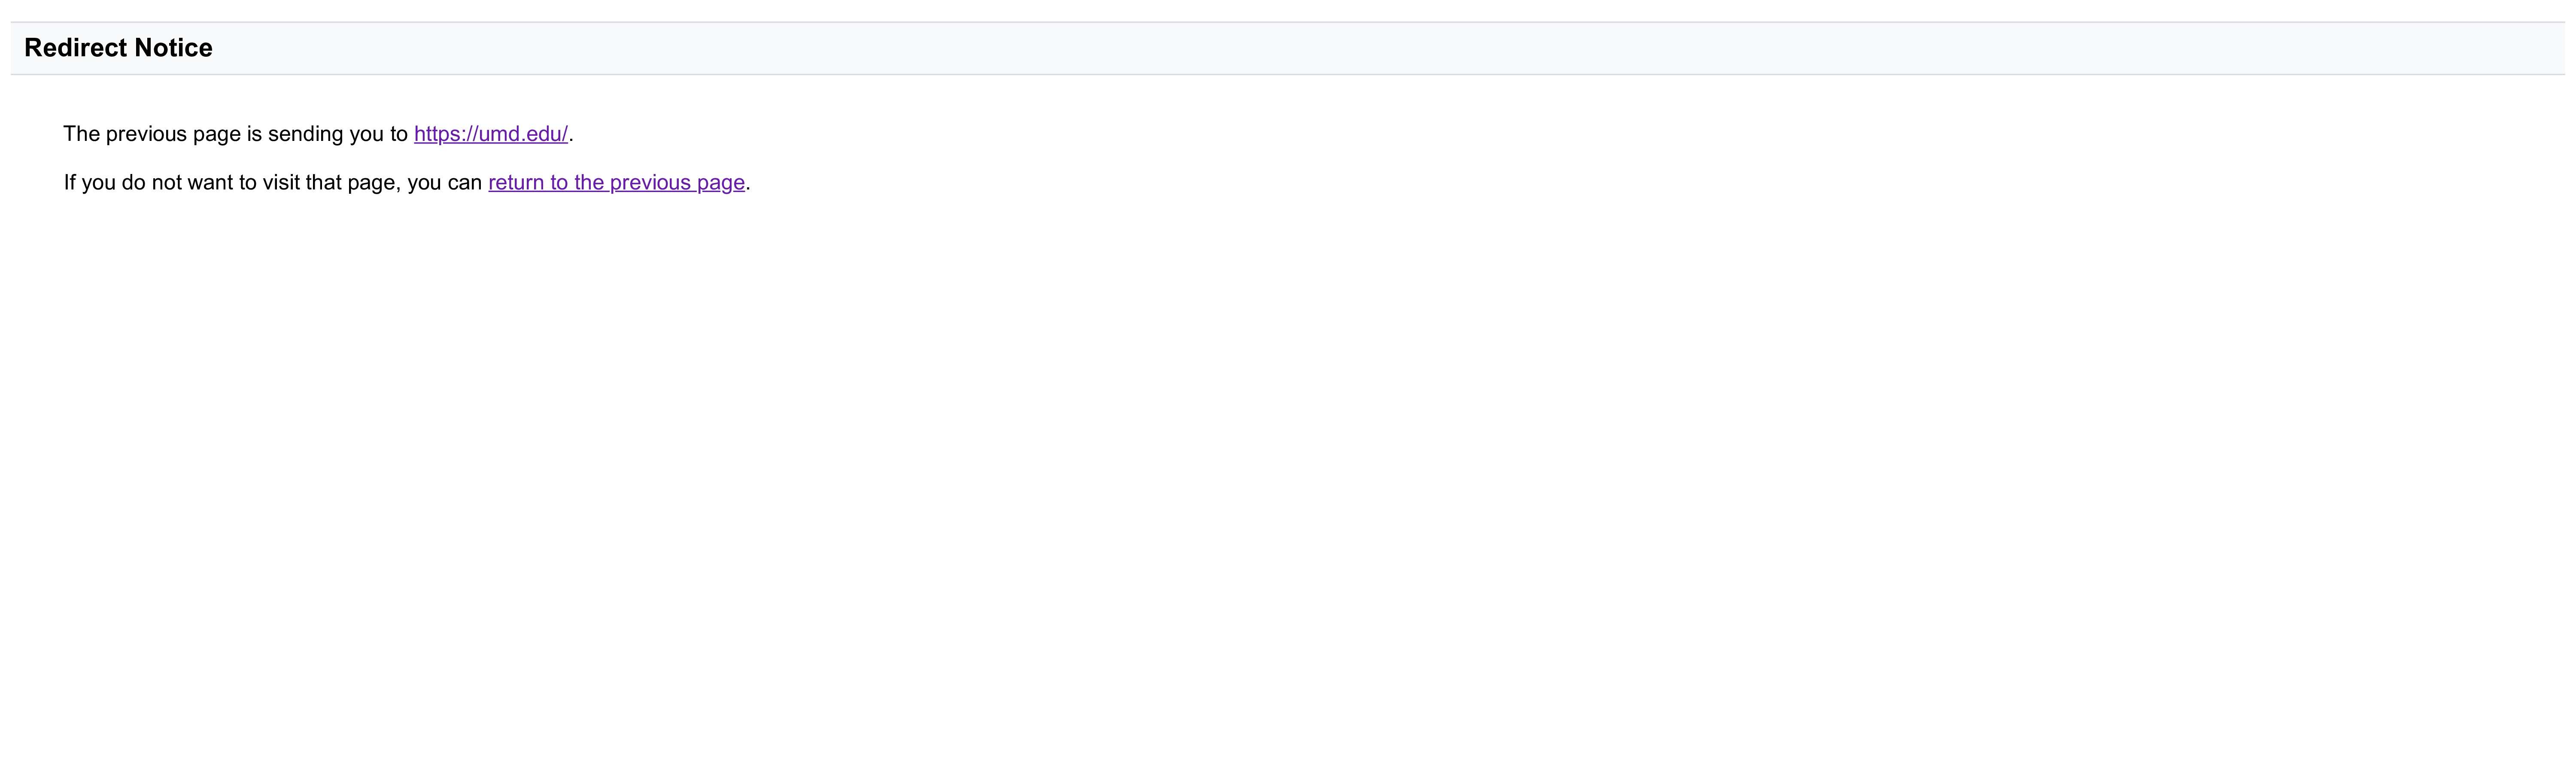 Redirect Notice
The previous page is sending you to https://umd.edu/.
If you do not want to visit that page, you can return to the previous page.